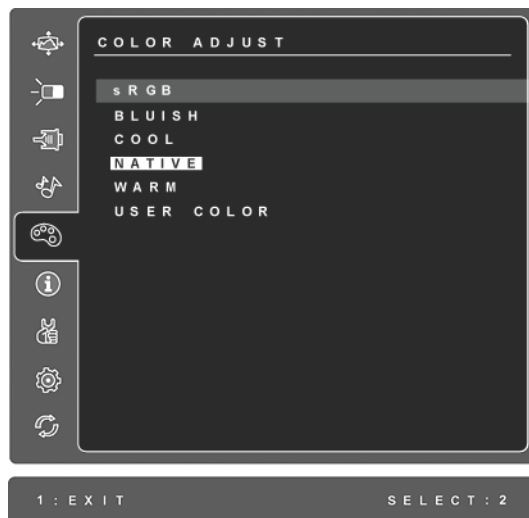 COLOR ADJUST
sRGB
BLUISH
COOL
NATIVE
WARM
USER COLOR
1:EXIT SELECT:2